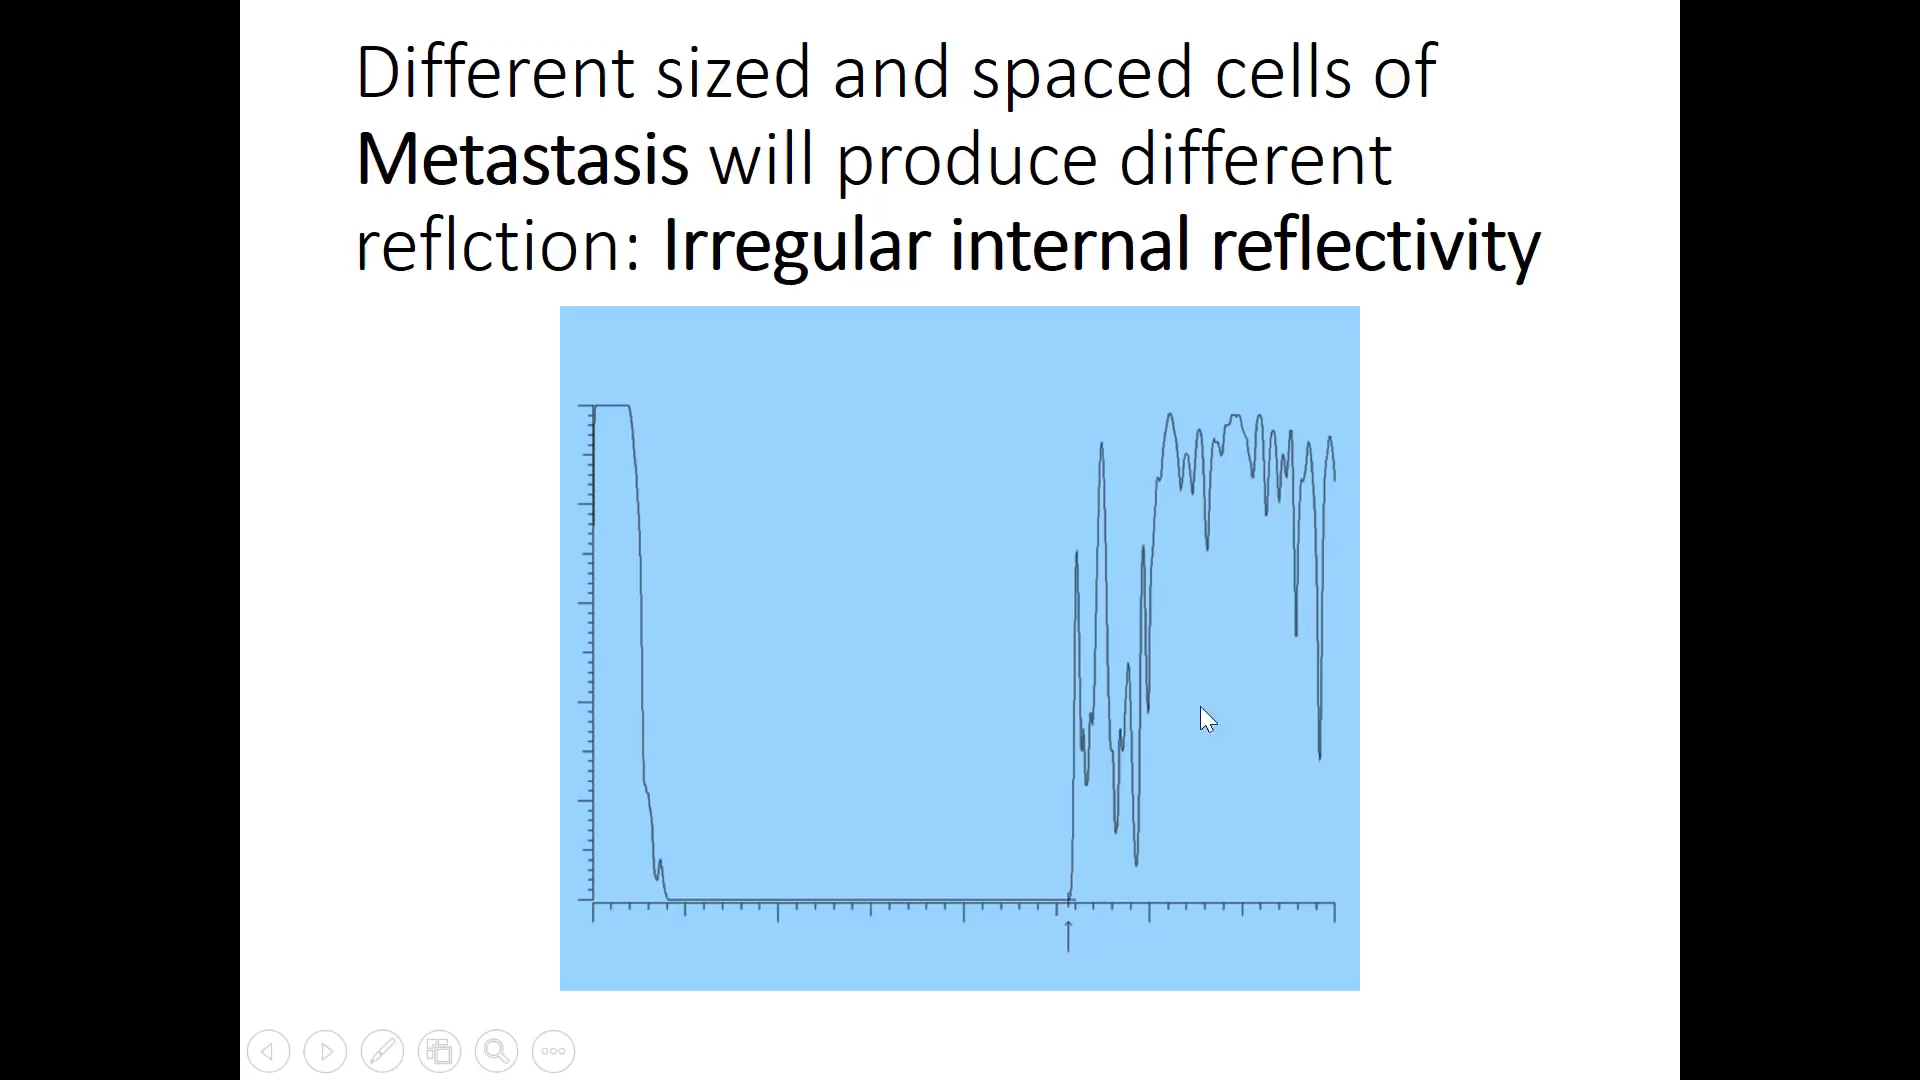 Different sized and spaced cells of
Metastasis will produce different
reflction: Irregular internal reflectivity